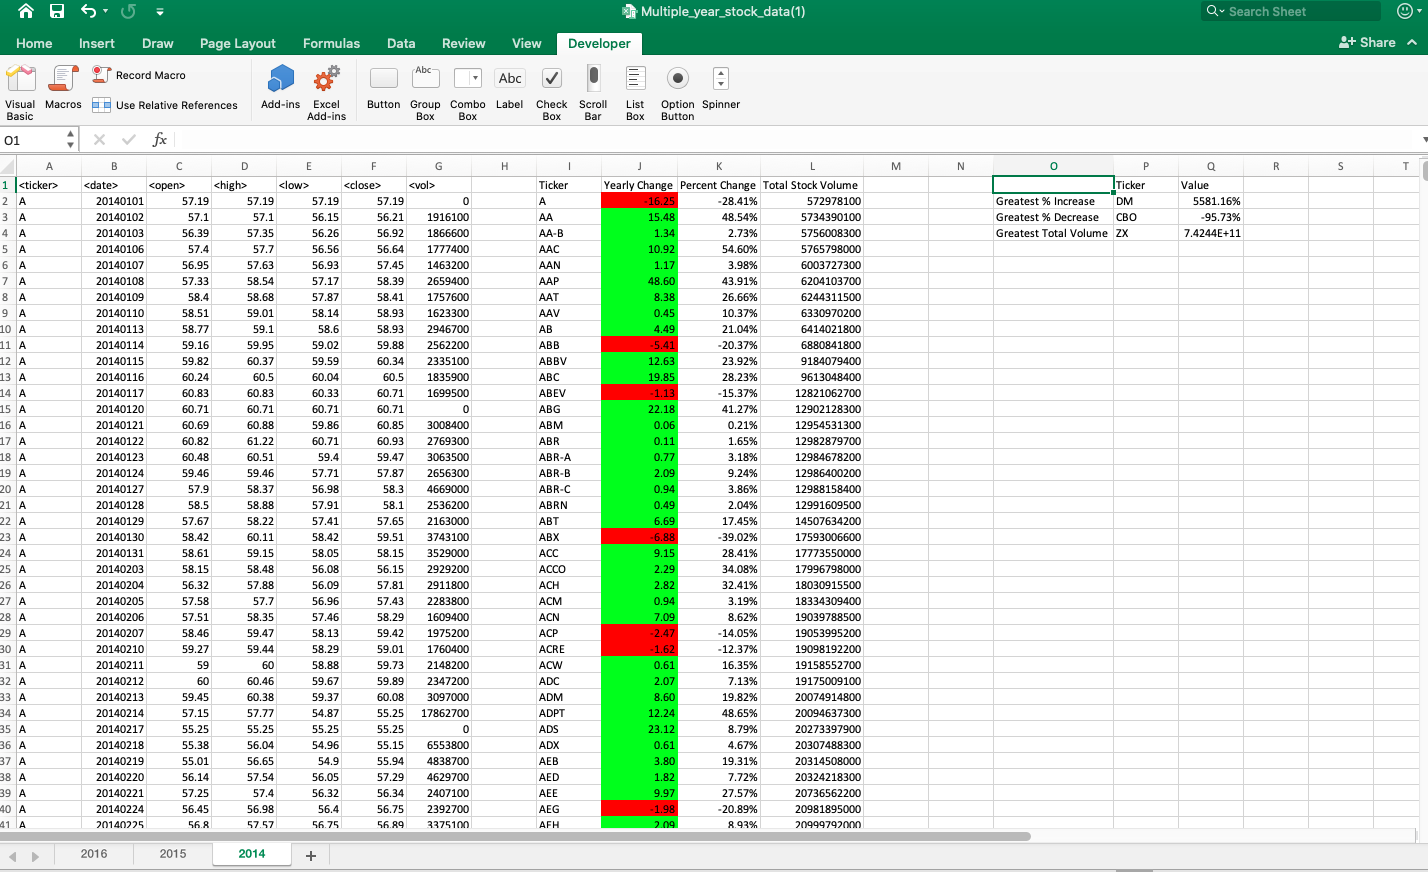 Multiple_year_stock_data(1)
Search Sheet
Home Insert Draw Page Layout Formulas Data Review View Developer Share
Visual Basic Macros Record Macro Use Relative References Add-ins Excel Add-ins Button Group Box Combo Box Label Check Box Scroll Bar List Box Option Button Spinner
Abc Abc
O1 fx
A B C D E F G H I J K L M N O P Q R S T
1 <ticker> <date> <open> <high> <low> <close> <vol> Ticker Yearly Change Percent Change Total Stock Volume Ticker Value
2 A 20140101 57.19 57.19 57.19 57.19 0 A -16.25 -28.41% 572978100 Greatest % Increase DM 5581.16%
3 A 20140102 57.1 57.1 56.15 56.21 1916100 AA 15.48 48.54% 5734390100 Greatest % Decrease CBO -95.73%
4 A 20140103 56.39 57.35 56.26 56.92 1866600 AA-B 1.34 2.73% 5756008300 Greatest Total Volume ZX 7.4244E+11
5 A 20140106 57.4 57.7 56.56 56.64 1777400 AAC 10.92 54.60% 5765798000
6 A 20140107 56.95 57.63 56.93 57.45 1463200 AAN 1.17 3.98% 6003727300
7 A 20140108 57.33 58.54 57.17 58.39 2659400 AAP 48.60 43.91% 6204103700
8 A 20140109 58.4 58.68 57.87 58.41 1757600 AAT 8.38 26.66% 6244311500
9 A 20140110 58.51 59.01 58.14 58.93 1623300 AAV 0.45 10.37% 6330970200
10 A 20140113 58.77 59.1 58.6 58.93 2946700 AB 4.49 21.04% 6414021800
11 A 20140114 59.16 59.95 59.02 59.88 2562200 ABB -5.41 -20.37% 6880841800
12 A 20140115 59.82 60.37 59.59 60.34 2335100 ABBV 12.63 23.92% 9184079400
13 A 20140116 60.24 60.5 60.04 60.5 1835900 ABC 19.85 28.23% 9613048400
14 A 20140117 60.83 60.83 60.33 60.71 1699500 ABEV -1.13 -15.37% 12821062700
15 A 20140120 60.71 60.71 60.71 60.71 0 ABG 22.18 41.27% 12902128300
16 A 20140121 60.69 60.88 59.86 60.85 3008400 ABM 0.06 0.21% 12954531300
17 A 20140122 60.82 61.22 60.71 60.93 2769300 ABR 0.11 1.65% 12982879700
18 A 20140123 60.48 60.51 59.4 59.47 3063500 ABR-A 0.77 3.18% 12984678200
19 A 20140124 59.46 59.46 57.71 57.87 2656300 ABR-B 2.09 9.24% 12986400200
20 A 20140127 57.9 58.37 56.98 58.3 4669000 ABR-C 0.94 3.86% 12988158400
21 A 20140128 58.5 58.88 57.91 58.1 2536200 ABRN 0.49 2.04% 12991609500
22 A 20140129 57.67 58.22 57.41 57.65 2163000 ABT 6.69 17.45% 14507634200
23 A 20140130 58.42 60.11 58.42 59.51 3743100 ABX -6.88 -39.02% 17593006600
24 A 20140131 58.61 59.15 58.05 58.15 3529000 ACC 9.15 28.41% 17773550000
25 A 20140203 58.15 58.48 56.08 56.15 2929200 ACCO 2.29 34.08% 17996798000
26 A 20140204 56.32 57.88 56.09 57.81 2911800 ACH 2.82 32.41% 18030915500
27 A 20140205 57.58 57.7 56.96 57.43 2283800 ACM 0.94 3.19% 18334309400
28 A 20140206 57.51 58.35 57.46 58.29 1609400 ACN 7.09 8.62% 19039788500
29 A 20140207 58.46 59.47 58.13 59.42 1975200 ACP -2.47 -14.05% 19053995200
30 A 20140210 59.27 59.44 58.29 59.01 1760400 ACRE -1.62 -12.37% 19098192200
31 A 20140211 59 60 58.88 59.73 2148200 ACW 0.61 16.35% 19158552700
32 A 20140212 60 60.46 59.67 59.89 2347200 ADC 2.07 7.13% 19175009100
33 A 20140213 59.45 60.38 59.37 60.08 3097000 ADM 8.60 19.82% 20074914800
34 A 20140214 57.15 57.77 54.87 55.25 17862700 ADPT 12.24 48.65% 20094637300
35 A 20140217 55.25 55.25 55.25 55.25 0 ADS 23.12 8.79% 20273397900
36 A 20140218 55.38 56.04 54.96 55.15 6553800 ADX 0.61 4.67% 20307488300
37 A 20140219 55.01 56.65 54.9 55.94 4838700 AEB 3.80 19.31% 20314508000
38 A 20140220 56.14 57.54 56.05 57.29 4629700 AED 1.82 7.72% 20324218300
39 A 20140221 57.25 57.4 56.32 56.34 2407100 AEE 9.97 27.57% 20736562200
40 A 20140224 56.45 56.98 56.4 56.75 2392700 AEG -1.98 -20.89% 20981895000
41 A 20140225 56.8 57.57 56.75 56.89 3375100 AEH 2.09 8.93% 20999792000
2016 2015 2014 +